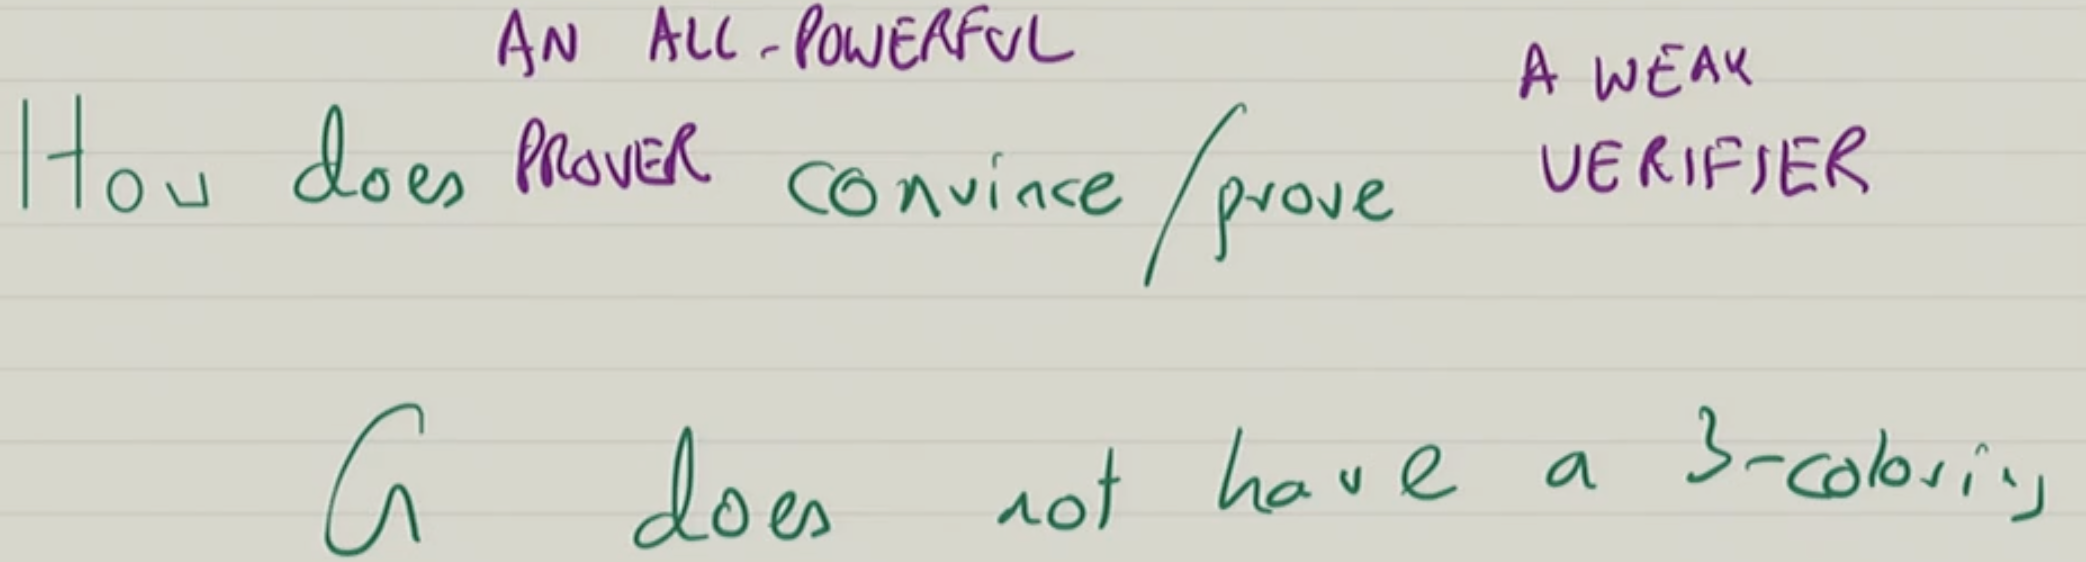 AN ALL-POWERFUL
A WEAK
How does PROVER convince/prove VERIFIER
G does not have a 3-coloring